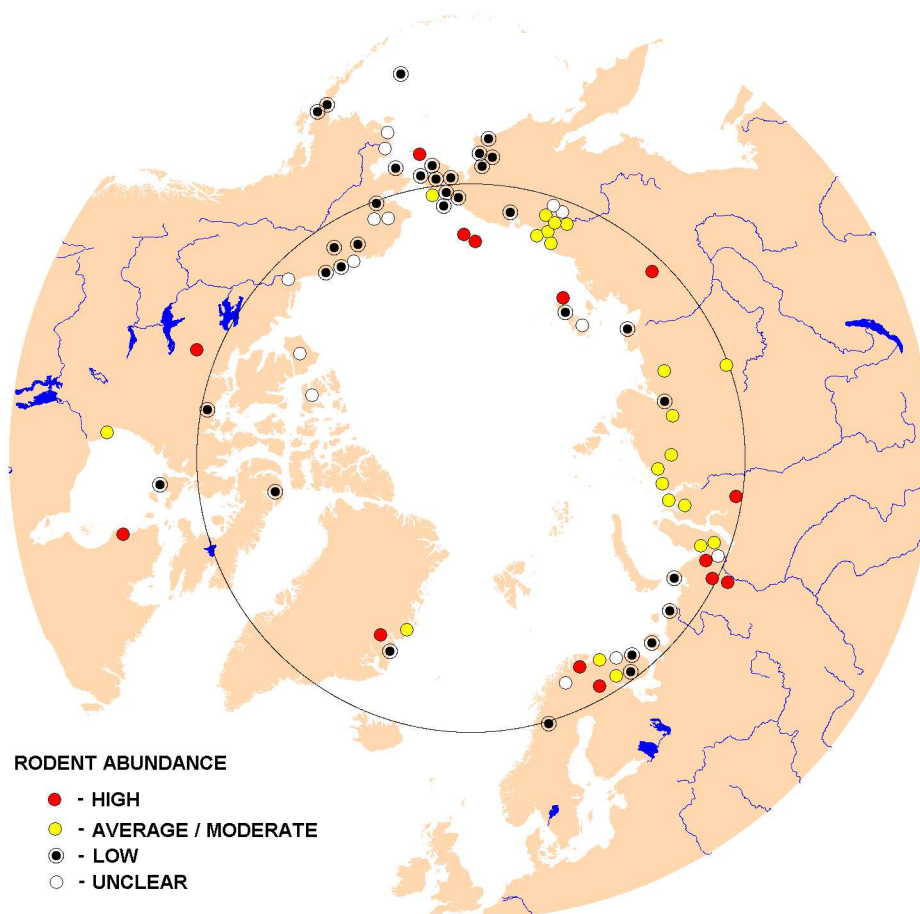 RODENT ABUNDANCE
- HIGH
- AVERAGE / MODERATE
- LOW
- UNCLEAR